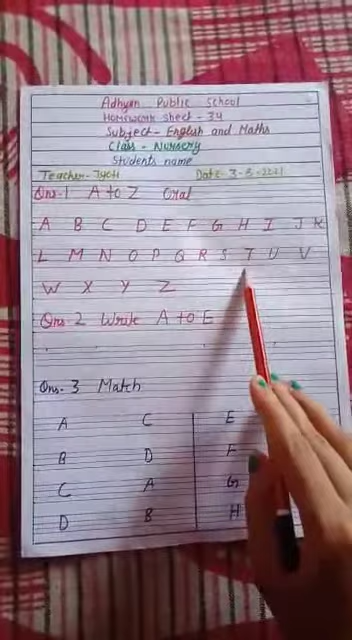 Adhyan Public School
Homework sheet - 34
Subject - English and Maths
Class - Nursery
Students name
Teacher - Jyoti Date - 3-5-2021
Qns-1 A to Z Oral
A B C D E F G H I J K
L M N O P Q R S T U V
W X Y Z
Qns-2 Write A to E
Qns-3 Match
A C E
B D F
C A G
D B H